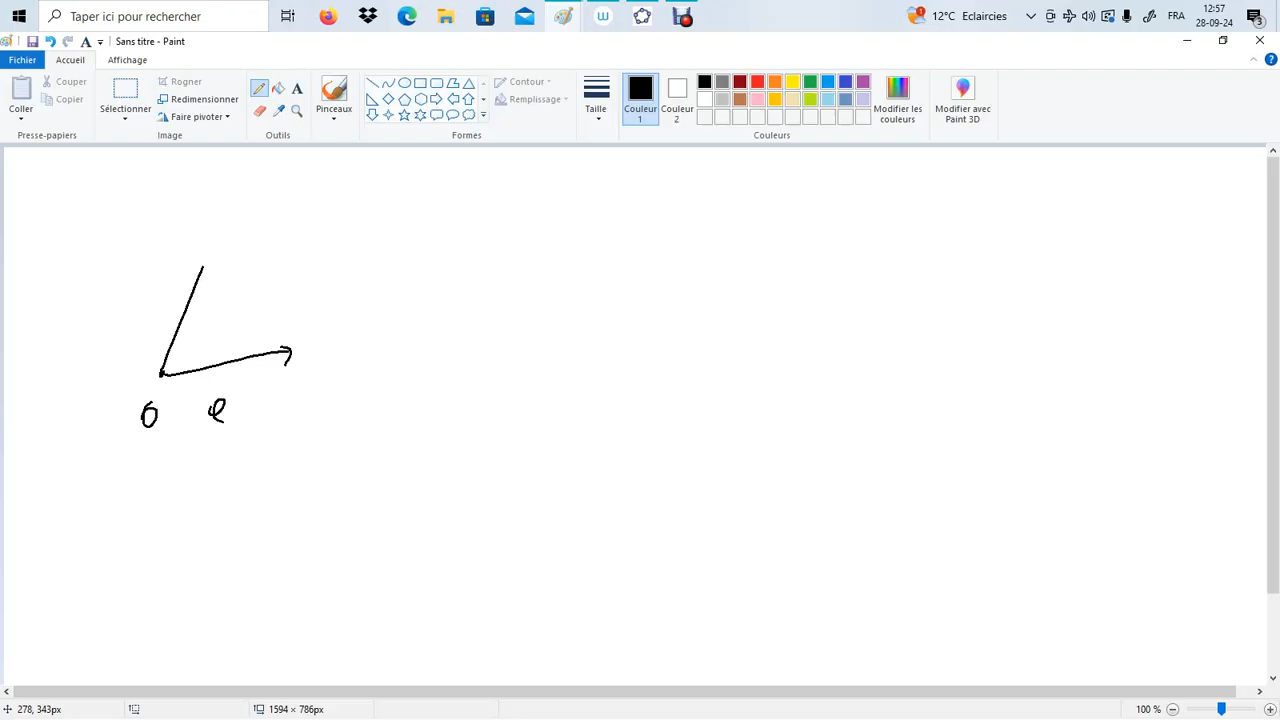 Taper ici pour rechercher
12°C Eclaircies
FRA
12:57
28-09-24
3
Sans titre - Paint
Fichier
Accueil
Affichage
Coller
Couper
Copier
Presse-papiers
Sélectionner
Rogner
Redimensionner
Faire pivoter
Image
A
Outils
Pinceaux
Contour
Remplissage
Formes
Taille
Couleur 1
Couleur 2
Couleurs
Modifier les couleurs
Modifier avec Paint 3D
O e
278, 343px
1594 × 786px
100 %